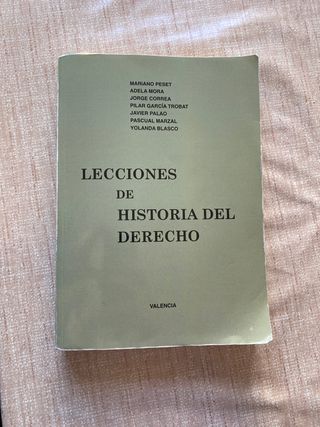 MARIANO PESET
ADELA MORA
JORGE CORREA
PILAR GARCÍA TROBAT
JAVIER PALAO
PASCUAL MARZAL
YOLANDA BLASCO
LECCIONES
DE
HISTORIA DEL
DERECHO
VALENCIA